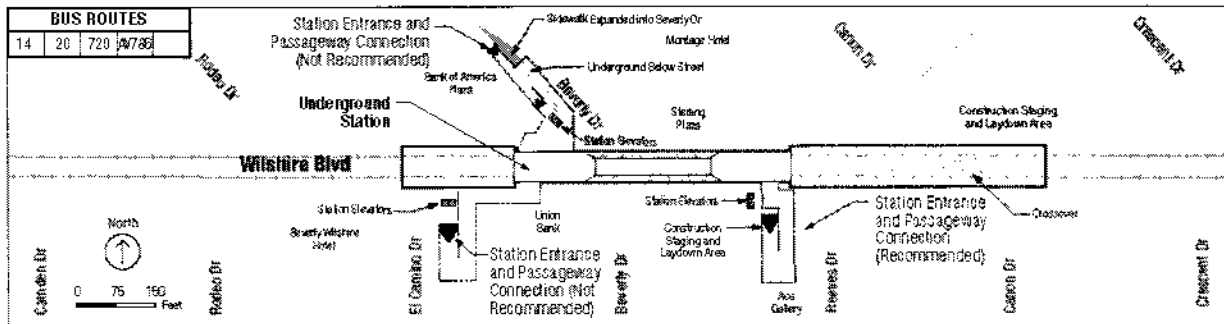 BUS ROUTES
14 20 720 AV786
Station Entrance and
Passageway Connection
(Not Recommended)
Sidewalk Expanded into Beverly Dr
Montage Hotel
Underground Below Street
Bank of America
Plaza
Rodeo Dr
Beverly Dr
Canon Dr
Crescent Dr
Underground
Station
Station Elevators
Sterling
Plaza
Construction Staging
and Laydown Area
Wilshire Blvd
Station Elevators
Beverly Wilshire
Hotel
Union
Bank
Station Elevators
Construction
Staging and
Laydown Area
Station Entrance
and Passageway
Connection
(Recommended)
Crossover
Station Entrance
and Passageway
Connection (Not
Recommended)
North
0 75 150
Feet
Camden Dr
Rodeo Dr
El Camino Dr
Beverly Dr
Ace
Gallery
Reeves Dr
Canon Dr
Crescent Dr